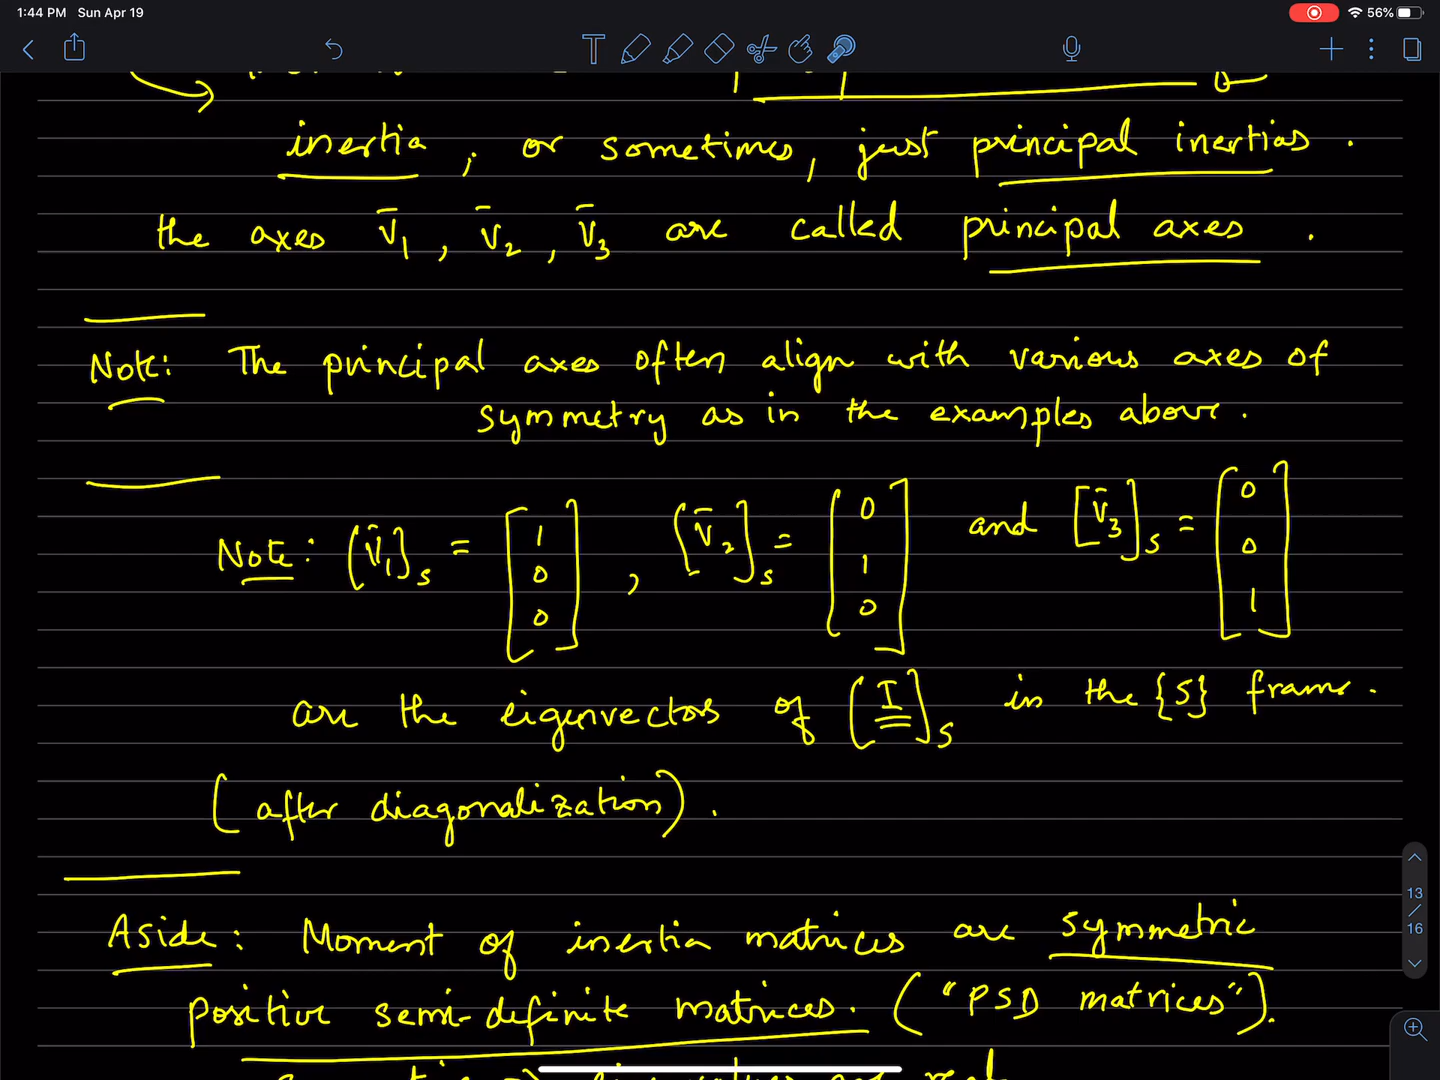 1:44 PM Sun Apr 19
56%
inertia, or sometimes, just principal inertias.
the axes v̄₁, v̄₂, v̄₃ are called principal axes.
Note: The principal axes often align with various axes of
symmetry as in the examples above.
Note: [v̄₁]_S = [1 0 0], [v̄₂]_S = [0 1 0] and [v̄₃]_S = [0 0 1]
are the eigenvectors of [I]_S in the {S} frame.
(after diagonalization).
Aside: Moment of inertia matrices are symmetric
positive semi-definite matrices. ("PSD matrices").
13
/
16